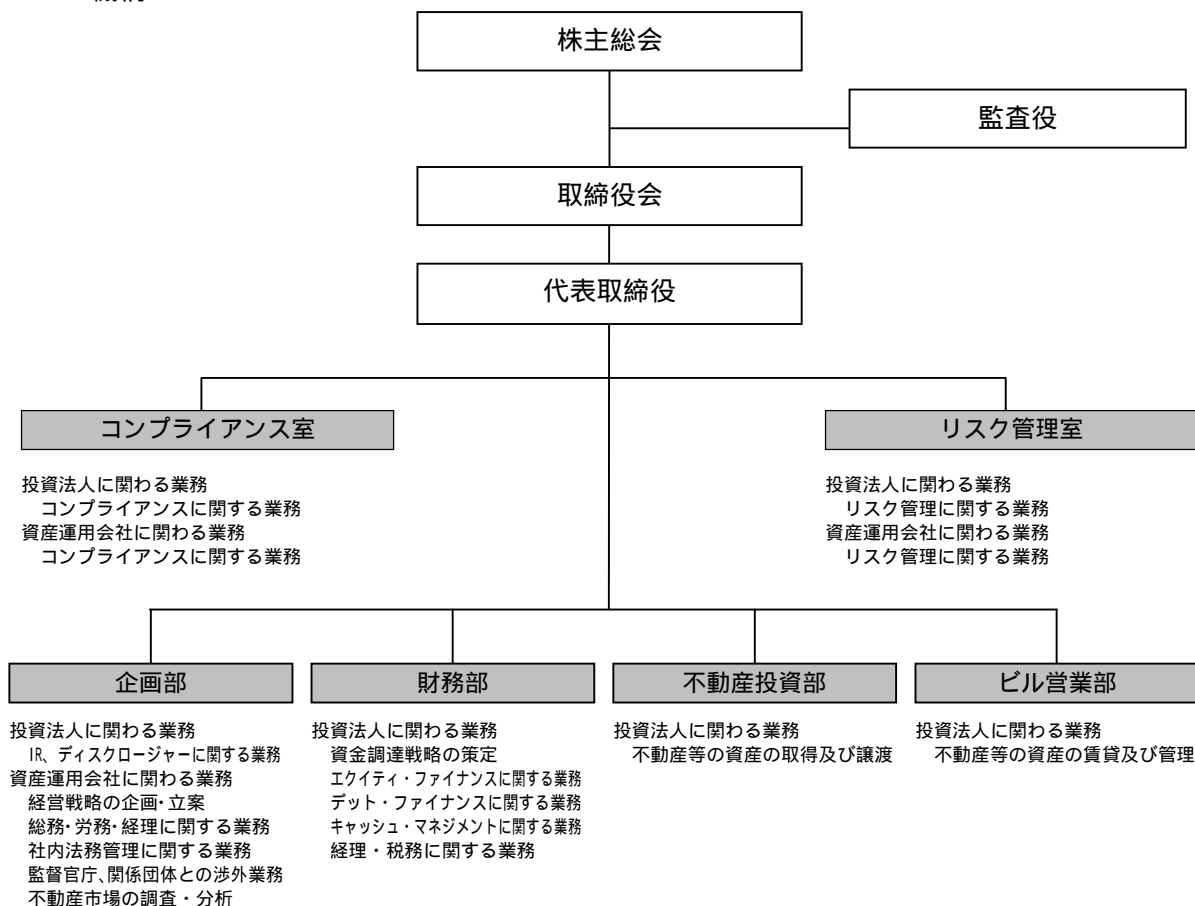 株主総会
監査役
取締役会
代表取締役
コンプライアンス室
投資法人に関わる業務
コンプライアンスに関する業務
資産運用会社に関わる業務
コンプライアンスに関する業務
リスク管理室
投資法人に関わる業務
リスク管理に関する業務
資産運用会社に関わる業務
リスク管理に関する業務
企画部
投資法人に関わる業務
IR、ディスクロージャーに関する業務
資産運用会社に関わる業務
経営戦略の企画・立案
総務・労務・経理に関する業務
社内法務管理に関する業務
監督官庁、関係団体との渉外業務
不動産市場の調査・分析
財務部
投資法人に関わる業務
資金調達戦略の策定
エクイティ・ファイナンスに関する業務
デット・ファイナンスに関する業務
キャッシュ・マネジメントに関する業務
経理・税務に関する業務
不動産投資部
投資法人に関わる業務
不動産等の資産の取得及び譲渡
ビル営業部
投資法人に関わる業務
不動産等の資産の賃貸及び管理